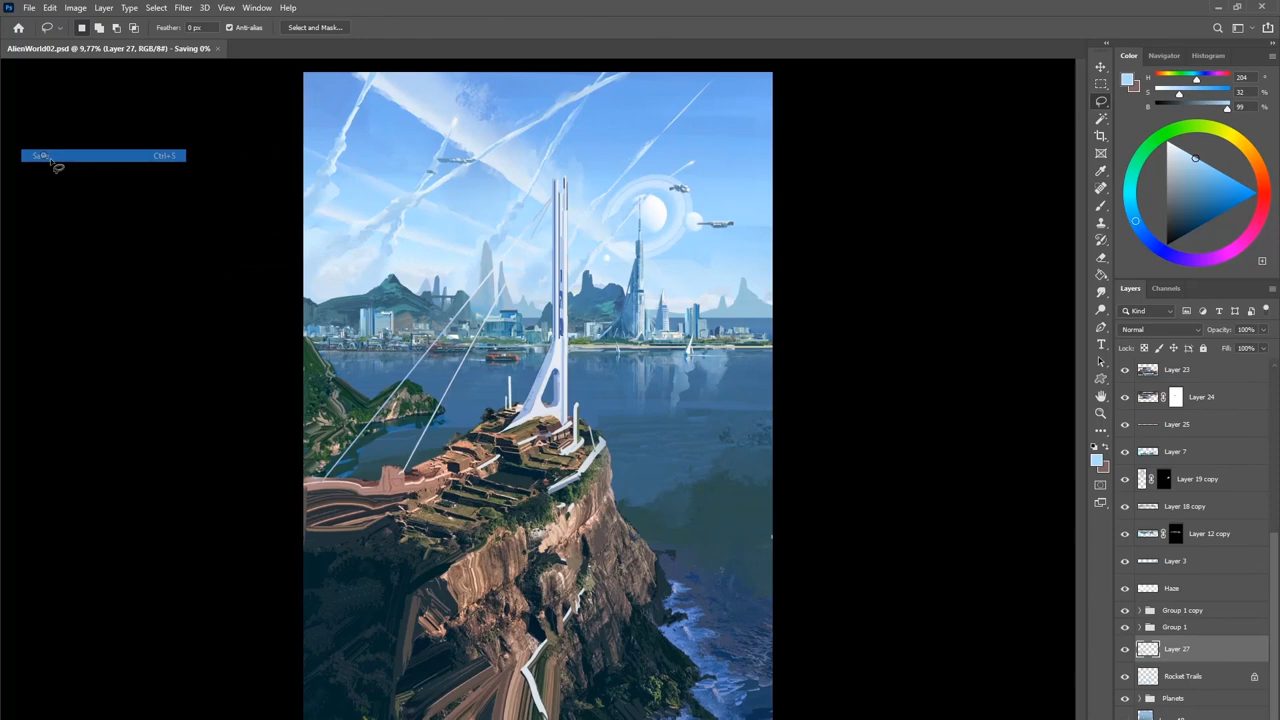 Ps File Edit Image Layer Type Select Filter 3D View Window Help
Feather: 0 px Anti-alias Select and Mask...
AlienWorld02.psd @ 9,77% (Layer 27, RGB/8#) - Saving 0% ×
Save Ctrl+S
Color Navigator Histogram
H 204 °
S 32 %
B 99 %
Layers Channels
Kind
Normal Opacity: 100%
Lock: Fill: 100%
Layer 23
Layer 24
Layer 25
Layer 7
Layer 19 copy
Layer 18 copy
Layer 12 copy
Layer 3
Haze
Group 1 copy
Group 1
Layer 27
Rocket Trails
Planets